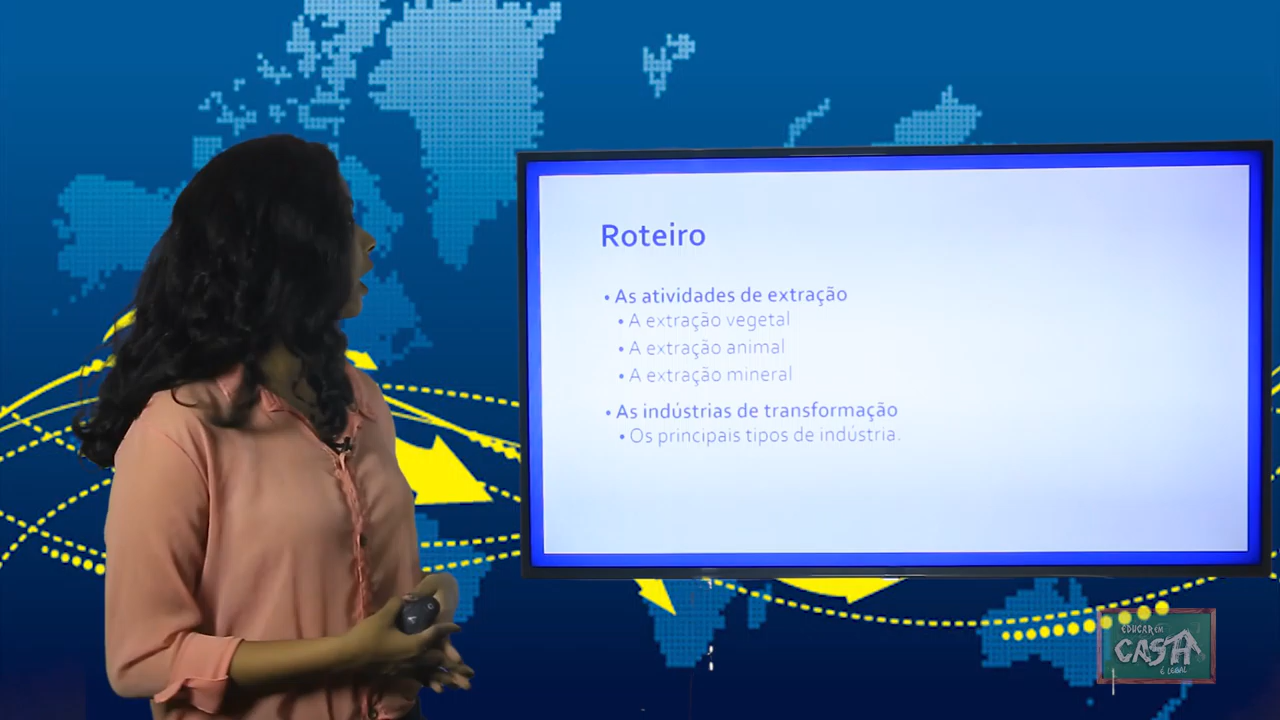 Roteiro
• As atividades de extração
• A extração vegetal
• A extração animal
• A extração mineral
• As indústrias de transformação
• Os principais tipos de indústria.
EDUCAR EM
CASA
É LEGAL